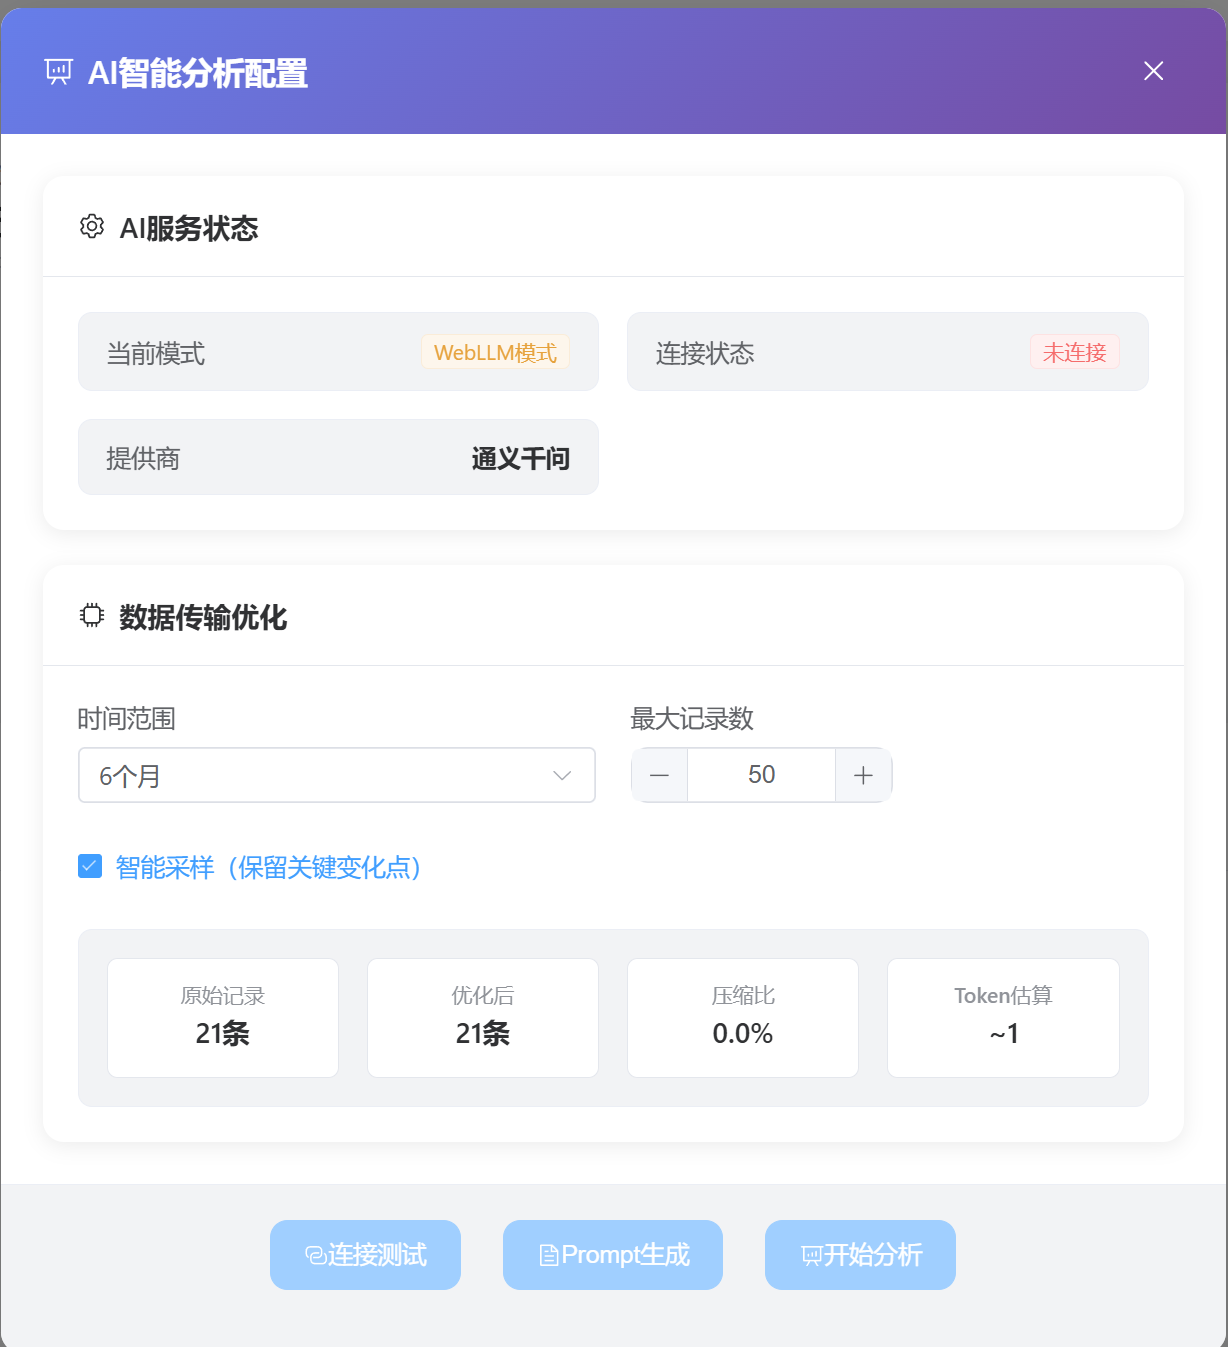 AI智能分析配置
AI服务状态
当前模式 WebLLM模式
连接状态 未连接
提供商 通义千问
数据传输优化
时间范围
6个月
最大记录数
50
智能采样（保留关键变化点）
原始记录
21条
优化后
21条
压缩比
0.0%
Token估算
~1
连接测试
Prompt生成
开始分析